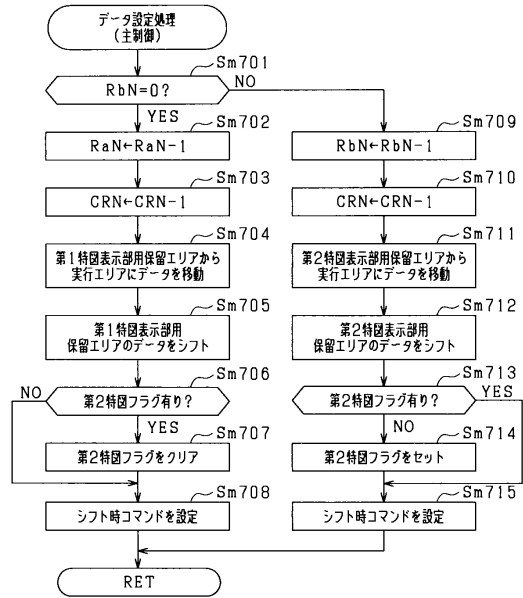 データ設定処理
(主制御)
Sm701
RbN=0?
NO
YES
Sm702
RaN←RaN-1
Sm703
CRN←CRN-1
Sm704
第1特図表示部用保留エリアから
実行エリアにデータを移動
Sm705
第1特図表示部用
保留エリアのデータをシフト
Sm706
NO
第2特図フラグ有り?
YES
Sm707
第2特図フラグをクリア
Sm708
シフト時コマンドを設定
Sm709
RbN←RbN-1
Sm710
CRN←CRN-1
Sm711
第2特図表示部用保留エリアから
実行エリアにデータを移動
Sm712
第2特図表示部用
保留エリアのデータをシフト
Sm713
YES
第2特図フラグ有り?
NO
Sm714
第2特図フラグをセット
Sm715
シフト時コマンドを設定
RET